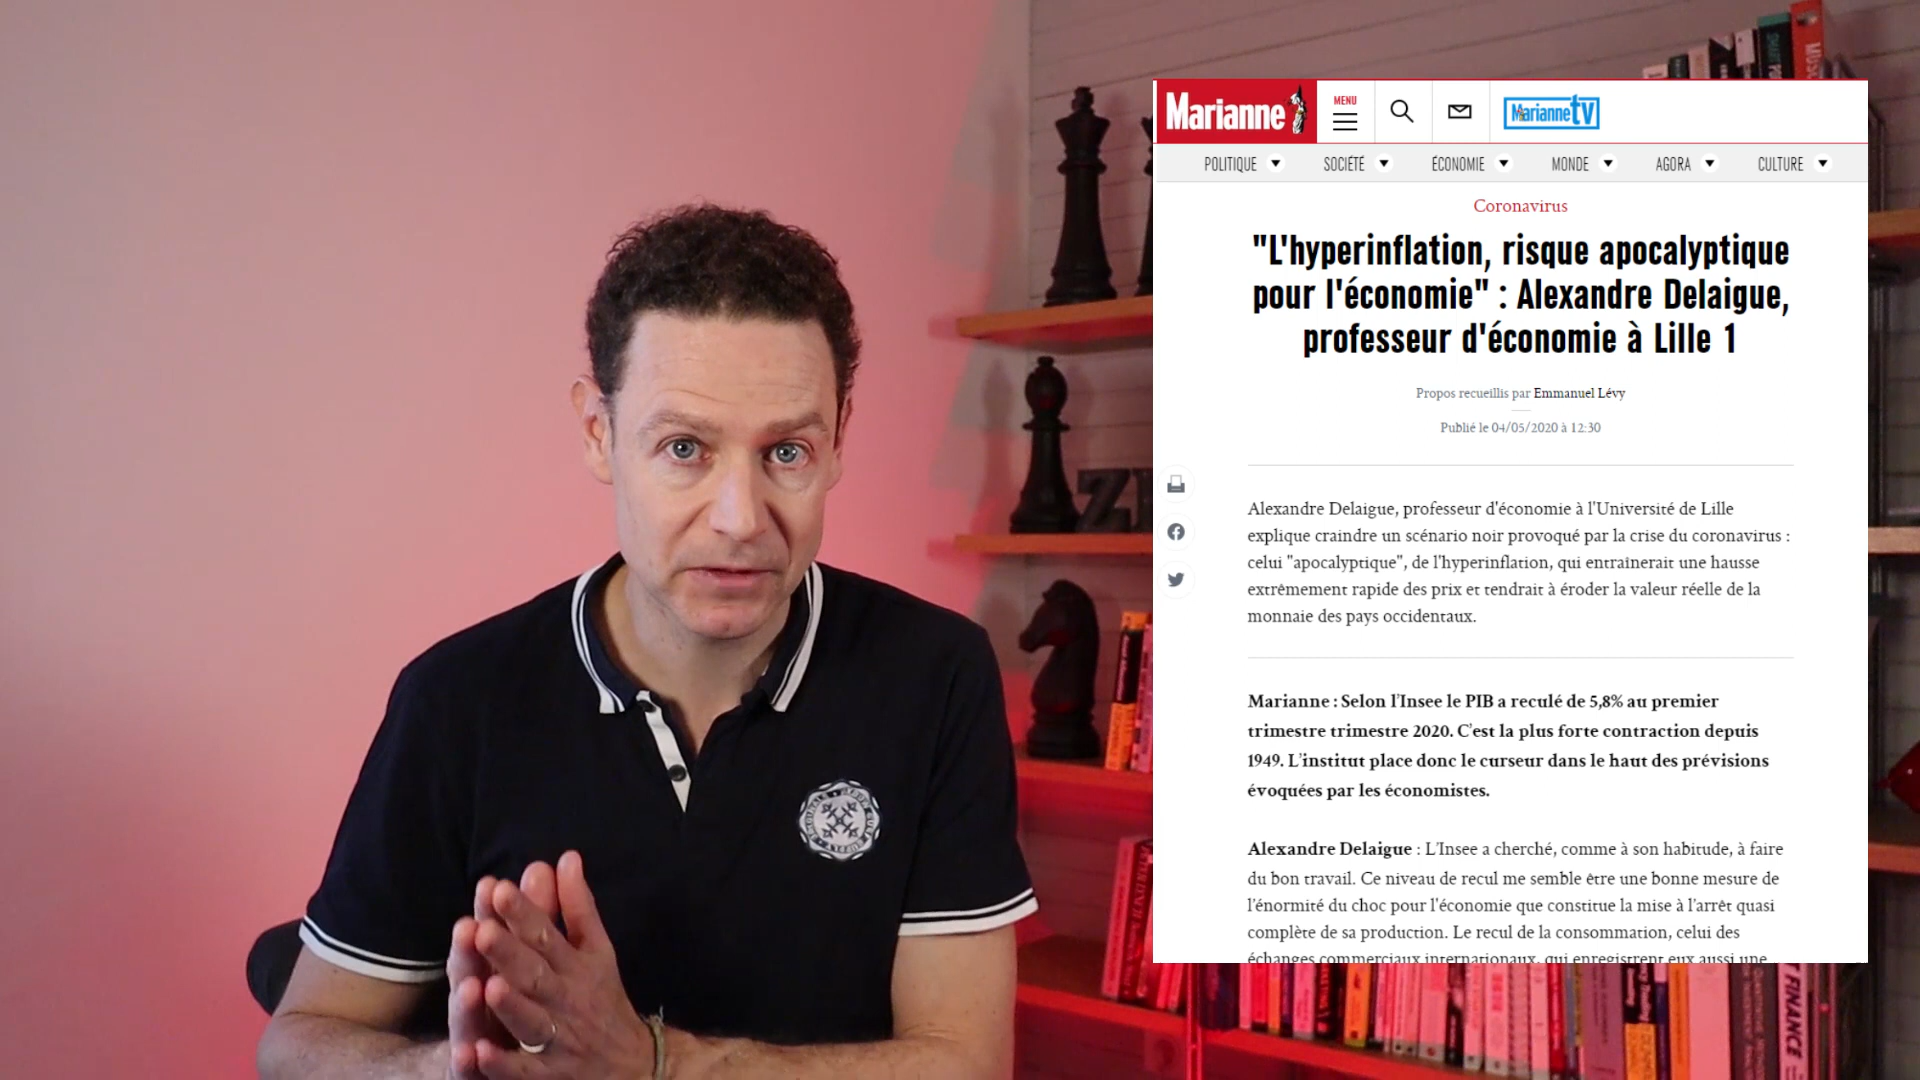 Marianne
MENU
MarianneTV
POLITIQUE SOCIÉTÉ ÉCONOMIE MONDE AGORA CULTURE
Coronavirus
"L'hyperinflation, risque apocalyptique
pour l'économie" : Alexandre Delaigue,
professeur d'économie à Lille 1
Propos recueillis par Emmanuel Lévy
Publié le 04/05/2020 à 12:30
Alexandre Delaigue, professeur d'économie à l'Université de Lille
explique craindre un scénario noir provoqué par la crise du coronavirus :
celui "apocalyptique", de l'hyperinflation, qui entraînerait une hausse
extrêmement rapide des prix et tendrait à éroder la valeur réelle de la
monnaie des pays occidentaux.
Marianne : Selon l'Insee le PIB a reculé de 5,8% au premier
trimestre trimestre 2020. C'est la plus forte contraction depuis
1949. L'institut place donc le curseur dans le haut des prévisions
évoquées par les économistes.
Alexandre Delaigue : L'Insee a cherché, comme à son habitude, à faire
du bon travail. Ce niveau de recul me semble être une bonne mesure de
l'énormité du choc pour l'économie que constitue la mise à l'arrêt quasi
complète de sa production. Le recul de la consommation, celui des
échanges commerciaux internationaux, qui enregistrent eux aussi une
FINANCE